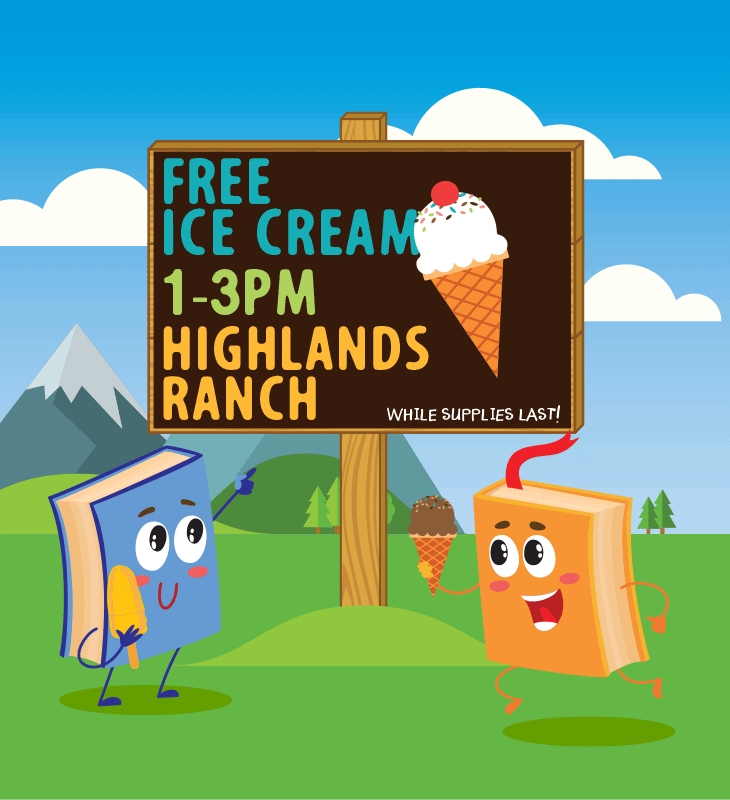 FREE
ICE CREAM
1-3PM
HIGHLANDS
RANCH
WHILE SUPPLIES LAST!